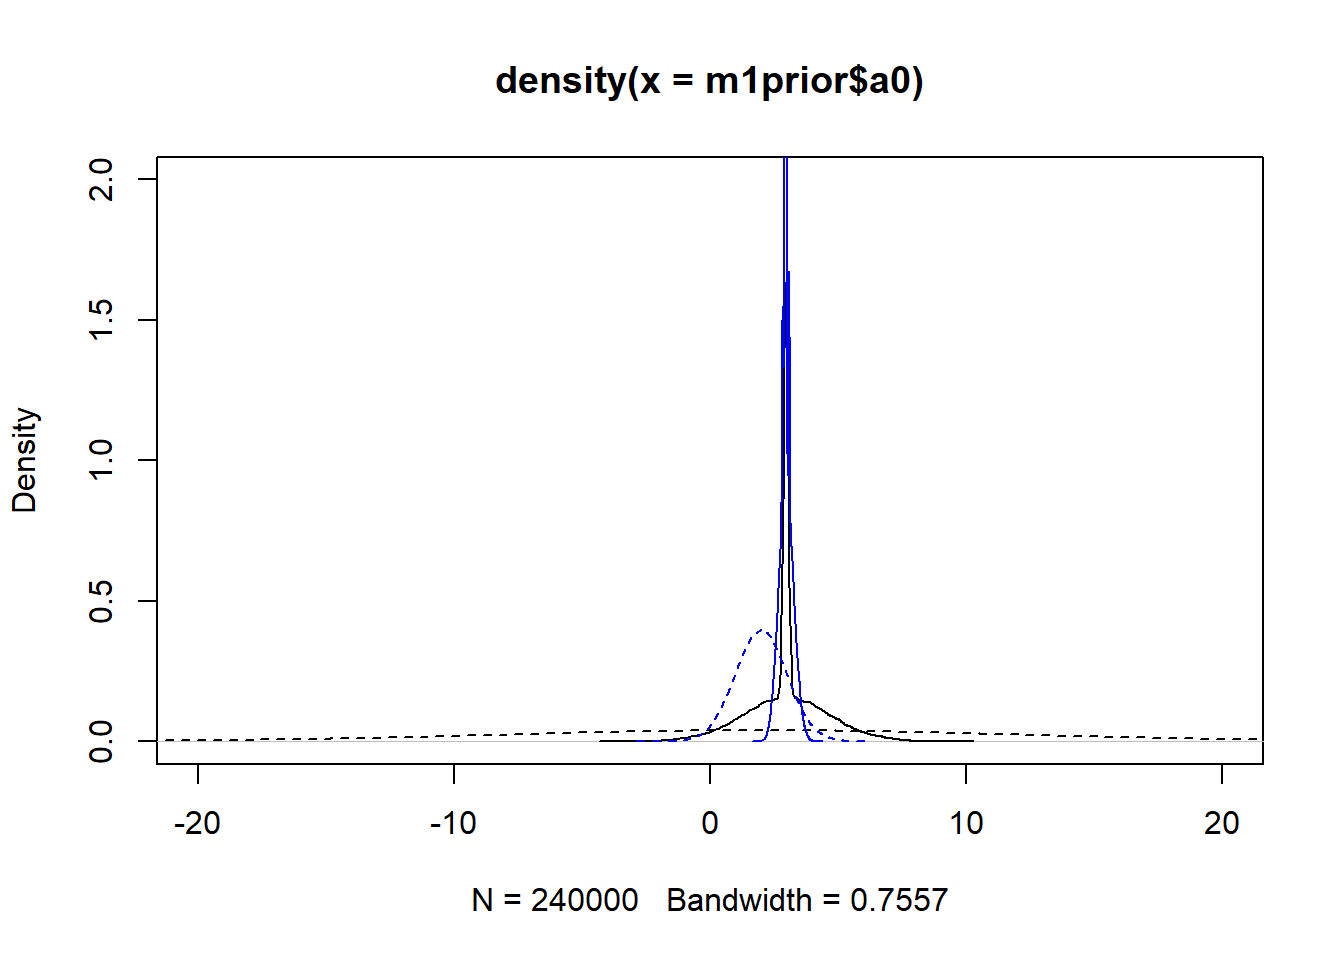 density(x = m1prior$a0)
2.0
1.5
1.0
0.5
0.0
Density
-20 -10 0 10 20
N = 240000 Bandwidth = 0.7557